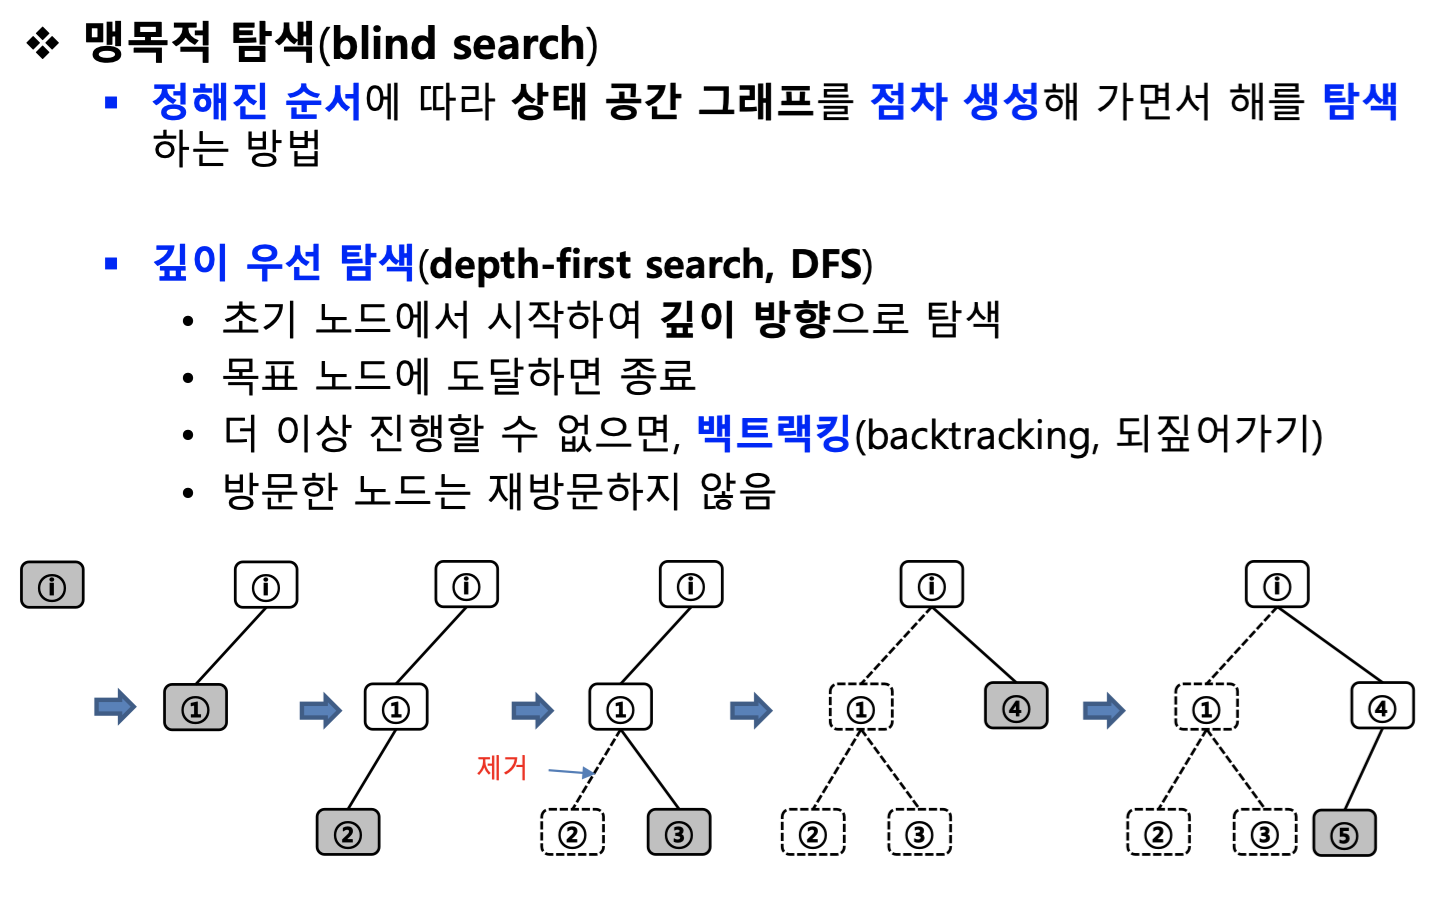 ❖ 맹목적 탐색(blind search)
▪ 정해진 순서에 따라 상태 공간 그래프를 점차 생성해 가면서 해를 탐색
하는 방법
▪ 깊이 우선 탐색(depth-first search, DFS)
• 초기 노드에서 시작하여 깊이 방향으로 탐색
• 목표 노드에 도달하면 종료
• 더 이상 진행할 수 없으면, 백트랙킹(backtracking, 되짚어가기)
• 방문한 노드는 재방문하지 않음
ⓘ ⓘ ⓘ ⓘ ⓘ ⓘ
① ① ① ① ④ ① ④
제거
② ② ③ ② ③ ② ③ ⑤